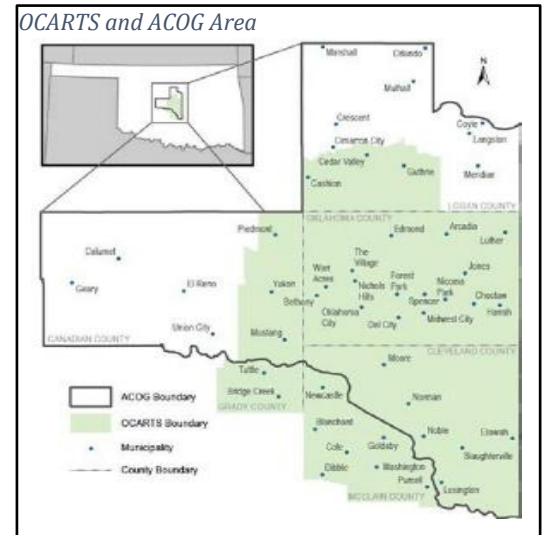 OCARTS and ACOG Area
N
Marshall
Orlando
Mulhall
Crescent
Coyle
Cimarron City
Langston
Cedar Valley
Guthrie
Meridian
Cashion
LOGAN COUNTY
OKLAHOMA COUNTY
Piedmont
Edmond
Arcadia
Luther
Calumet
The Village
Warr Acres
Jones
Geary
El Reno
Yukon
Nichols Hills
Forest Park
Nicoma Park
Bethany
Spencer
Choctaw
Oklahoma City
Del City
Midwest City
Harrah
Union City
Mustang
CANADIAN COUNTY
CLEVELAND COUNTY
Moore
Tuttle
ACOG Boundary
Bridge Creek
Newcastle
Norman
GRADY COUNTY
OCARTS Boundary
Blanchard
Noble
Etowah
Municipality
Cole
Goldsby
Slaughterville
County Boundary
Dibble
Washington
Purcell
Lexington
MCCLAIN COUNTY